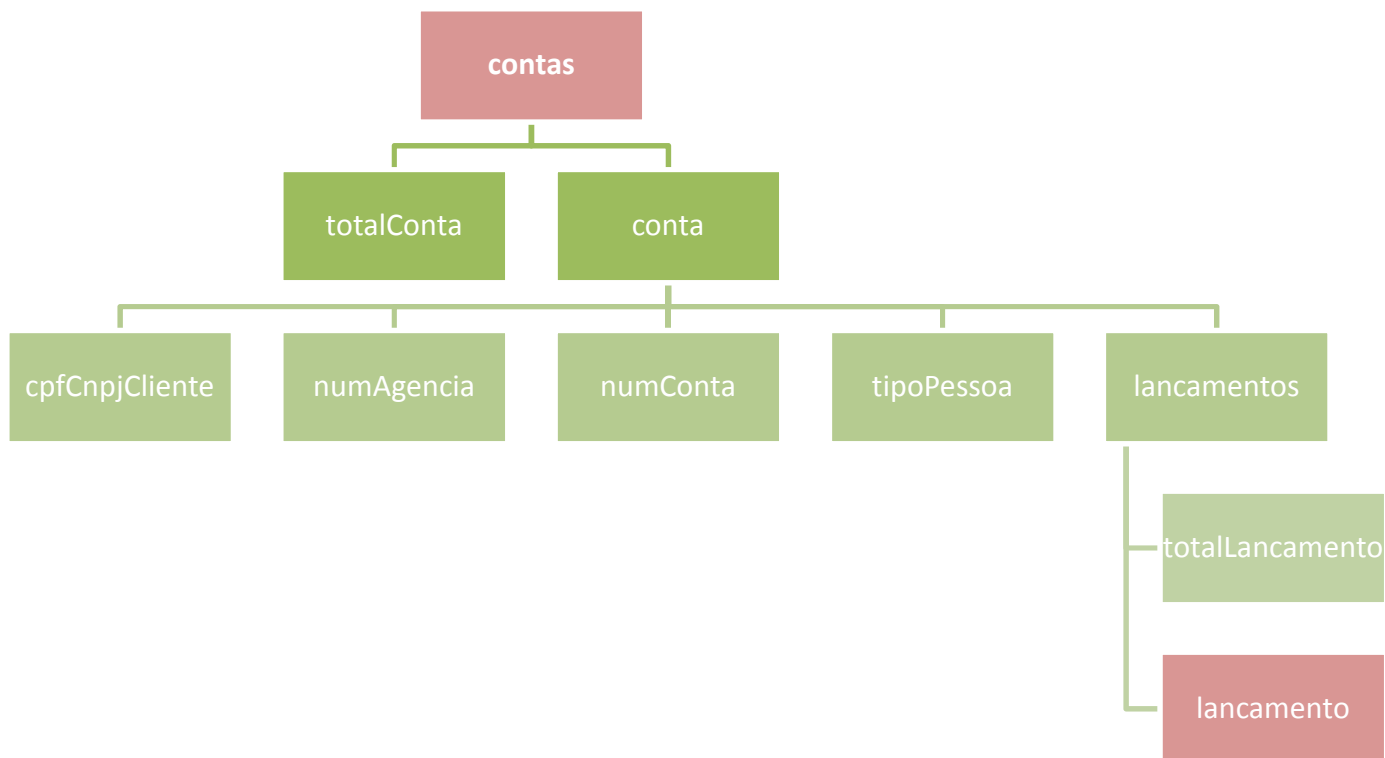 contas
totalConta
conta
cpfCnpjCliente
numAgencia
numConta
tipoPessoa
lancamentos
totalLancamento
lancamento